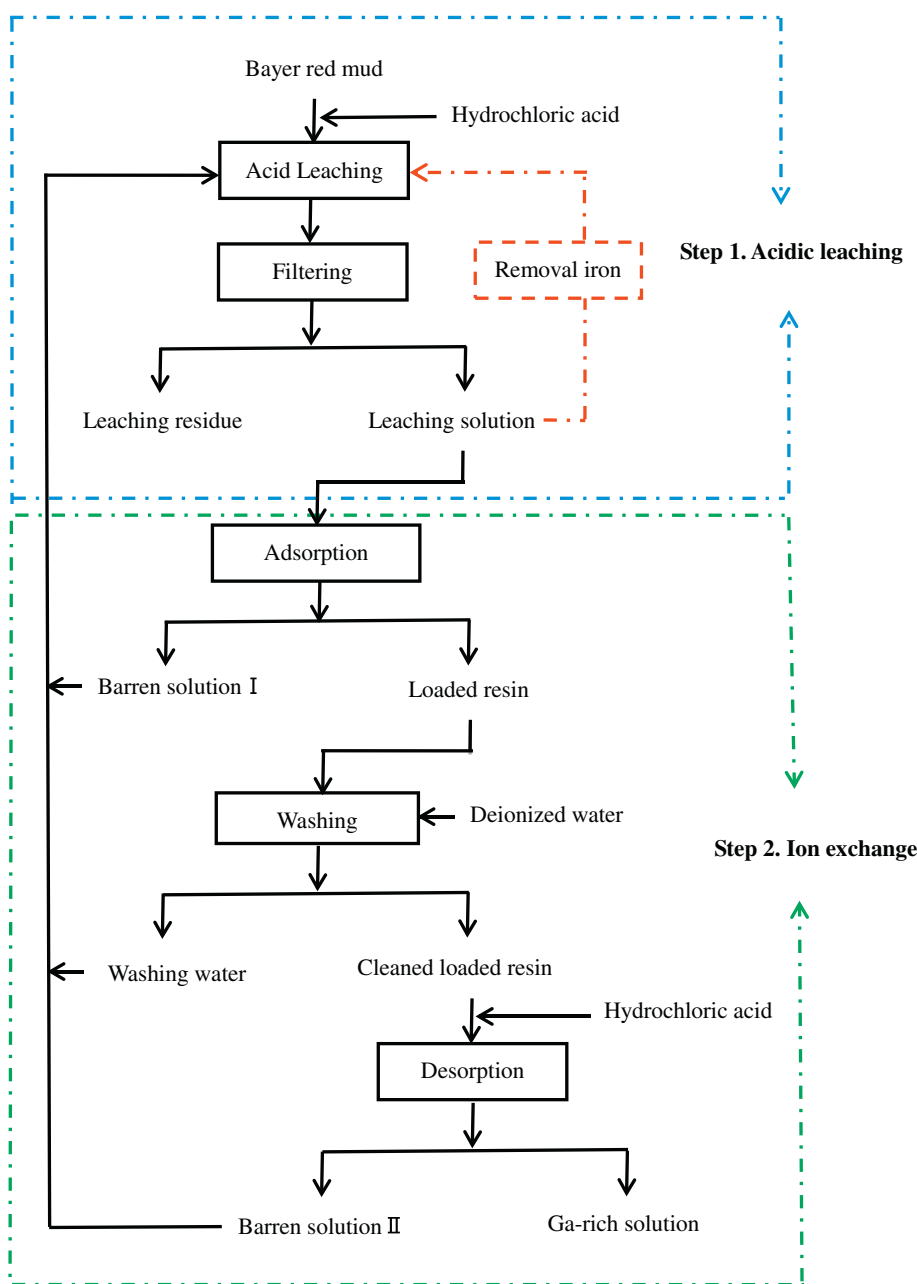 Bayer red mud
Hydrochloric acid
Acid Leaching
Filtering
Removal iron
Step 1. Acidic leaching
Leaching residue
Leaching solution
Adsorption
Barren solution Ⅰ
Loaded resin
Washing
Deionized water
Step 2. Ion exchange
Washing water
Cleaned loaded resin
Hydrochloric acid
Desorption
Barren solution Ⅱ
Ga-rich solution